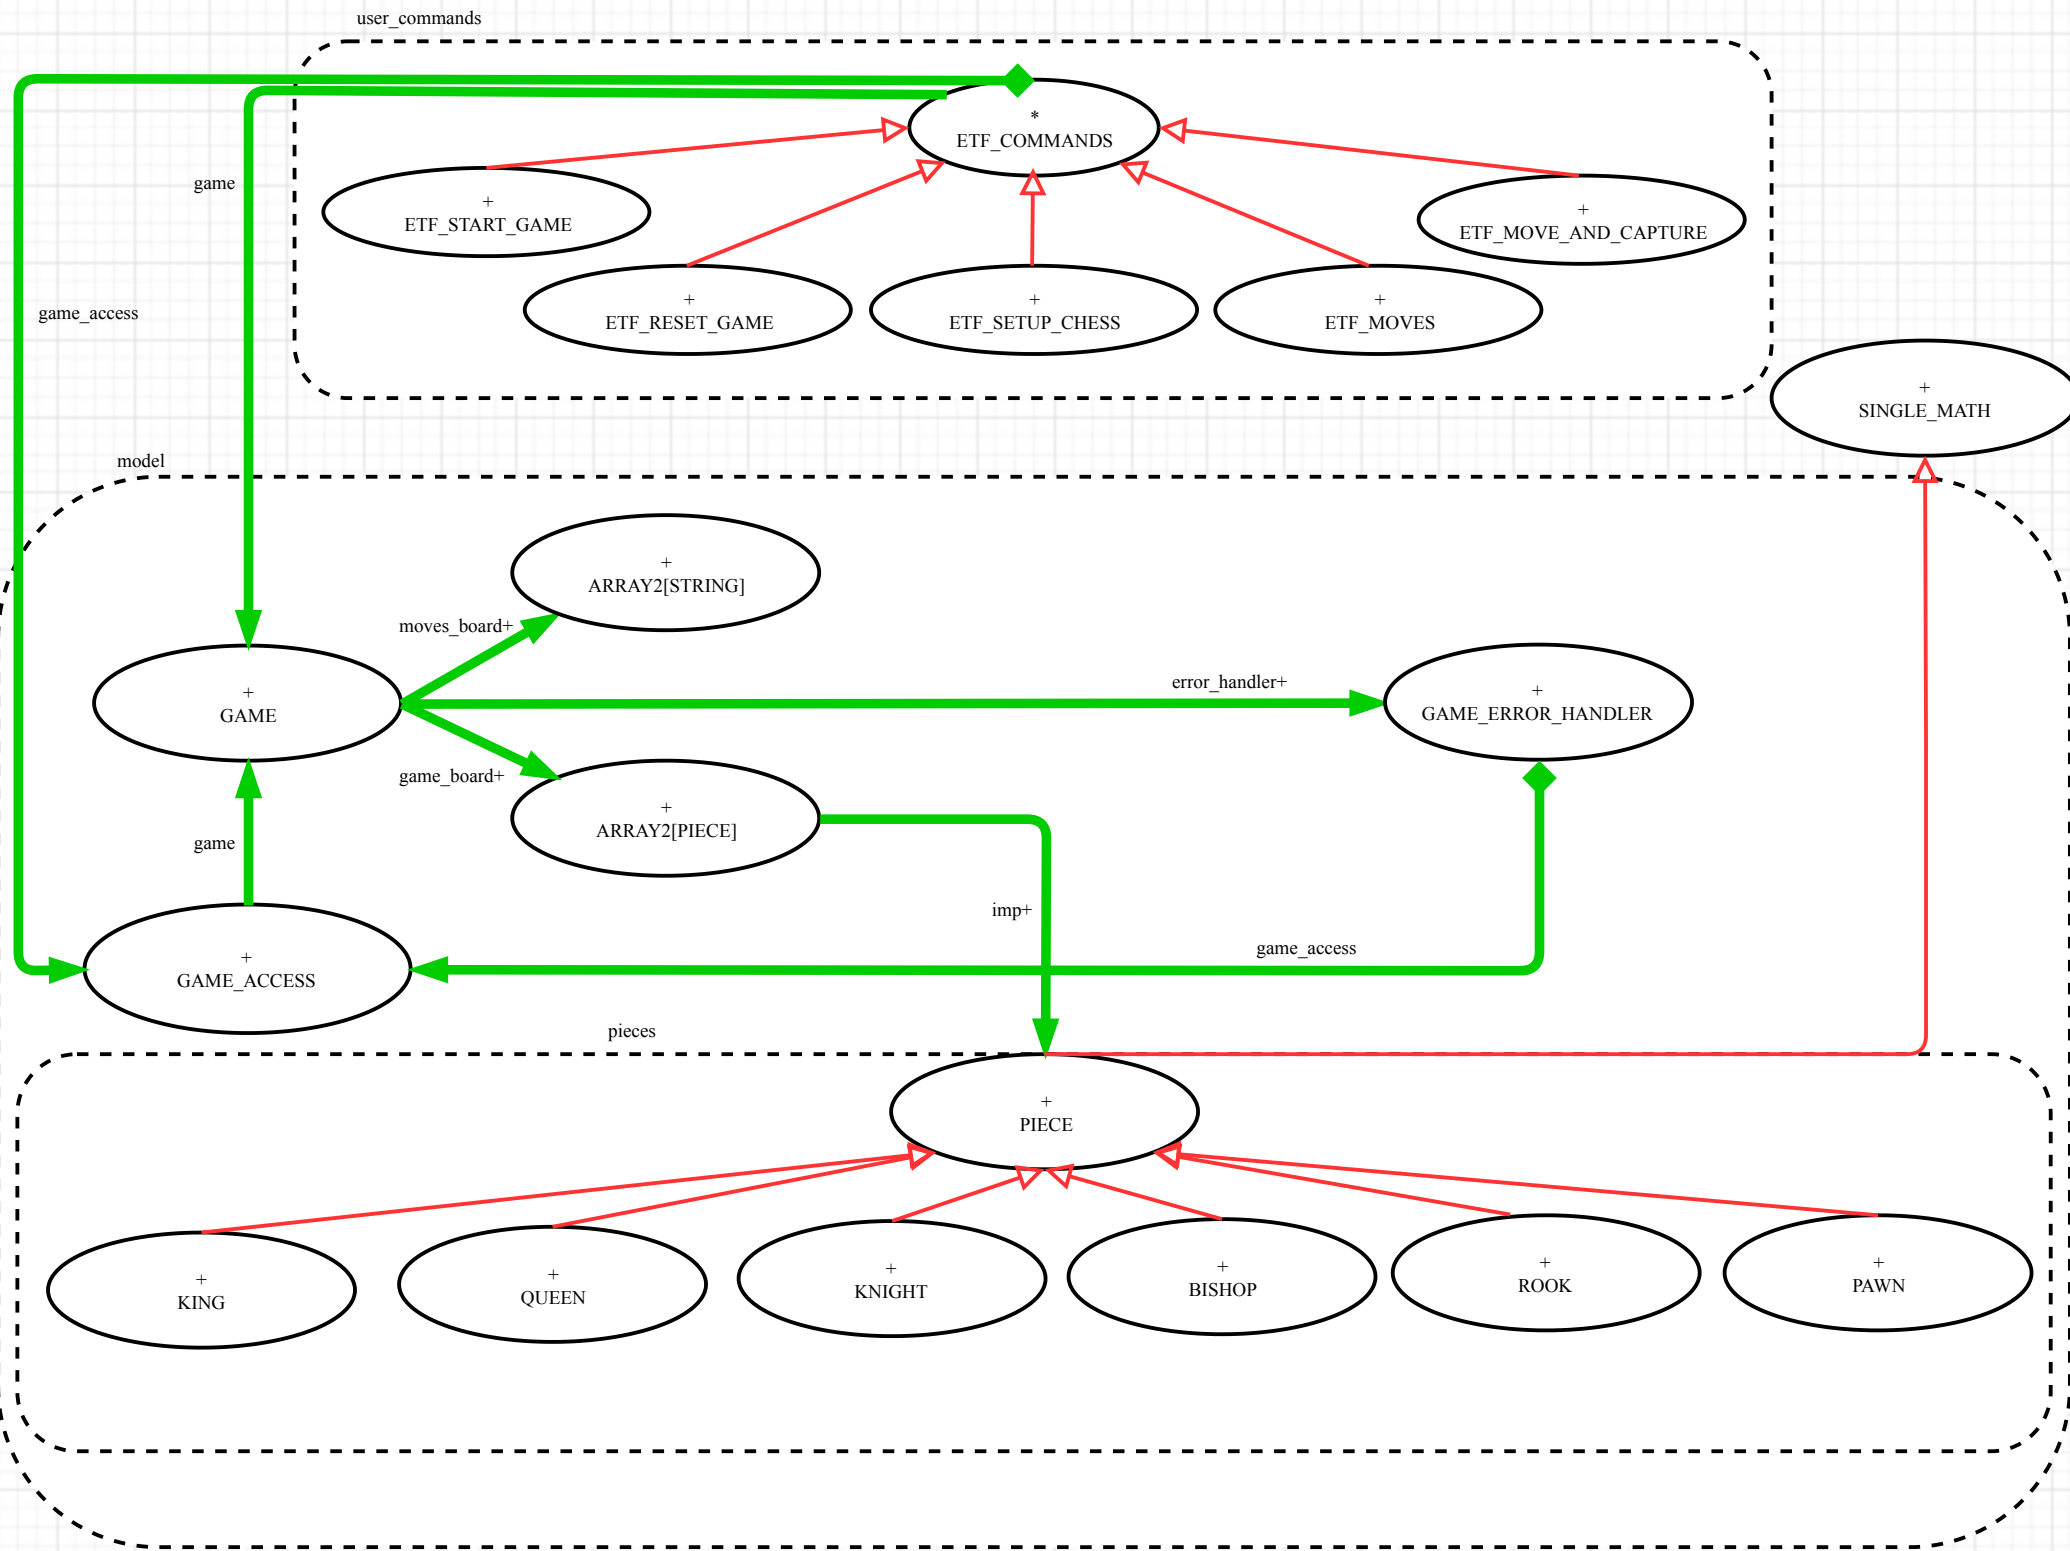 user_commands
*
ETF_COMMANDS
game
+
ETF_START_GAME
+
ETF_MOVE_AND_CAPTURE
+
ETF_RESET_GAME
+
ETF_SETUP_CHESS
+
ETF_MOVES
game_access
+
SINGLE_MATH
model
+
ARRAY2[STRING]
moves_board+
error_handler+
+
GAME
+
GAME_ERROR_HANDLER
game_board+
+
ARRAY2[PIECE]
game
imp+
game_access
+
GAME_ACCESS
pieces
+
PIECE
+
KING
+
QUEEN
+
KNIGHT
+
BISHOP
+
ROOK
+
PAWN